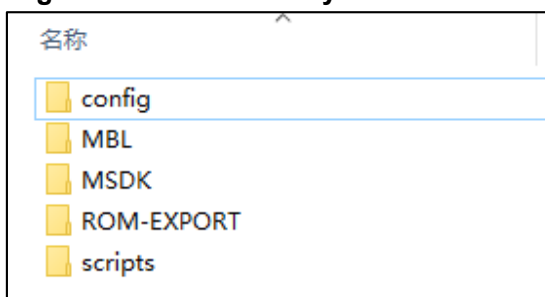 名称
config
MBL
MSDK
ROM-EXPORT
scripts